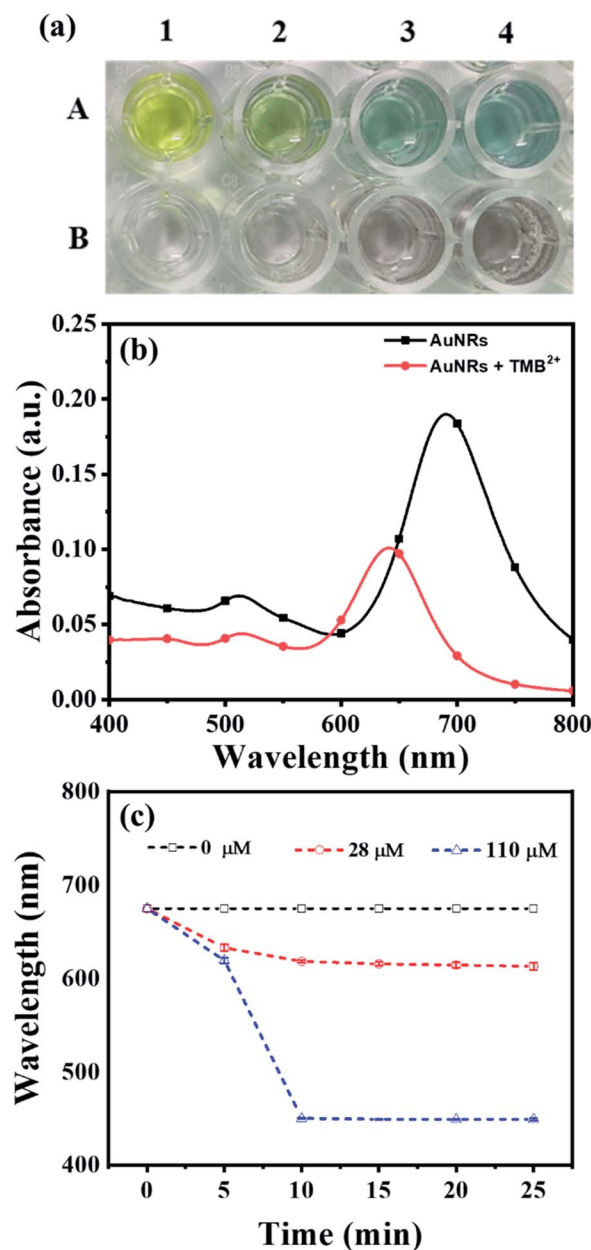 (a)
1 2 3 4
A
B
(b)
AuNRs
AuNRs + TMB²⁺
0.25
0.20
0.15
0.10
0.05
0.00
Absorbance (a.u.)
400 500 600 700 800
Wavelength (nm)
(c)
0 µM 28 µM 110 µM
800
700
600
500
400
Wavelength (nm)
0 5 10 15 20 25
Time (min)